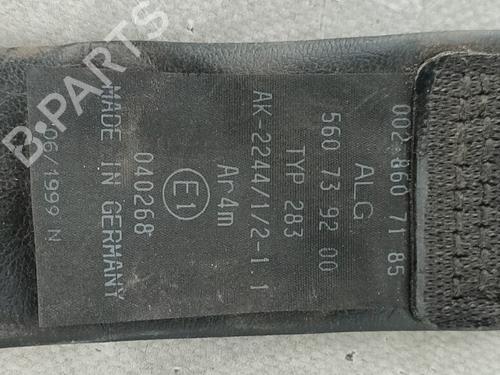 002 860 71 85
ALG
560 73 92 00
TYP 283
AK-2244/1/2-1.1
Ar4m
E1
040268
MADE IN GERMANY
06/1999 N
B-PARTS